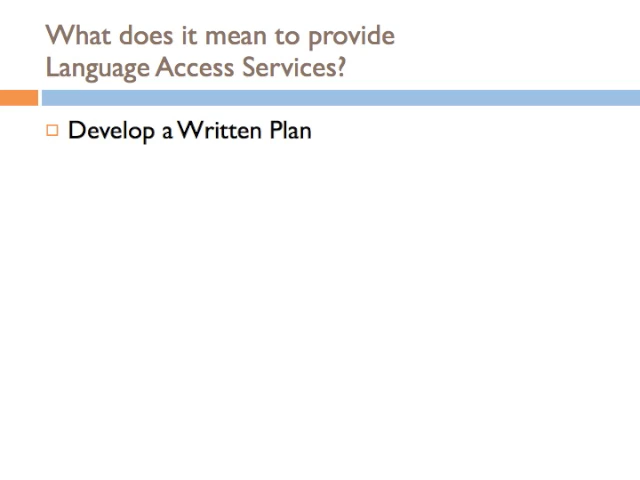 What does it mean to provide
Language Access Services?
Develop a Written Plan